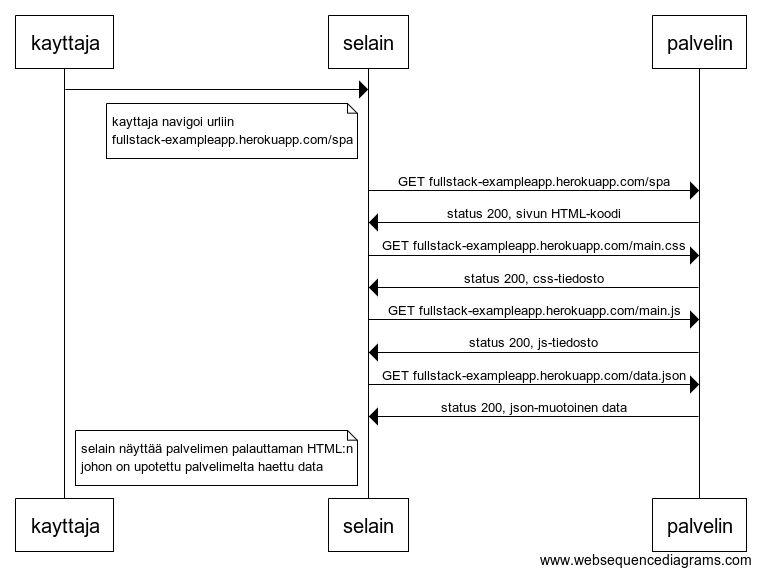 kayttaja
selain
palvelin
kayttaja navigoi urliin
fullstack-exampleapp.herokuapp.com/spa
GET fullstack-exampleapp.herokuapp.com/spa
status 200, sivun HTML-koodi
GET fullstack-exampleapp.herokuapp.com/main.css
status 200, css-tiedosto
GET fullstack-exampleapp.herokuapp.com/main.js
status 200, js-tiedosto
GET fullstack-exampleapp.herokuapp.com/data.json
status 200, json-muotoinen data
selain näyttää palvelimen palauttaman HTML:n
johon on upotettu palvelimelta haettu data
kayttaja
selain
palvelin
www.websequencediagrams.com